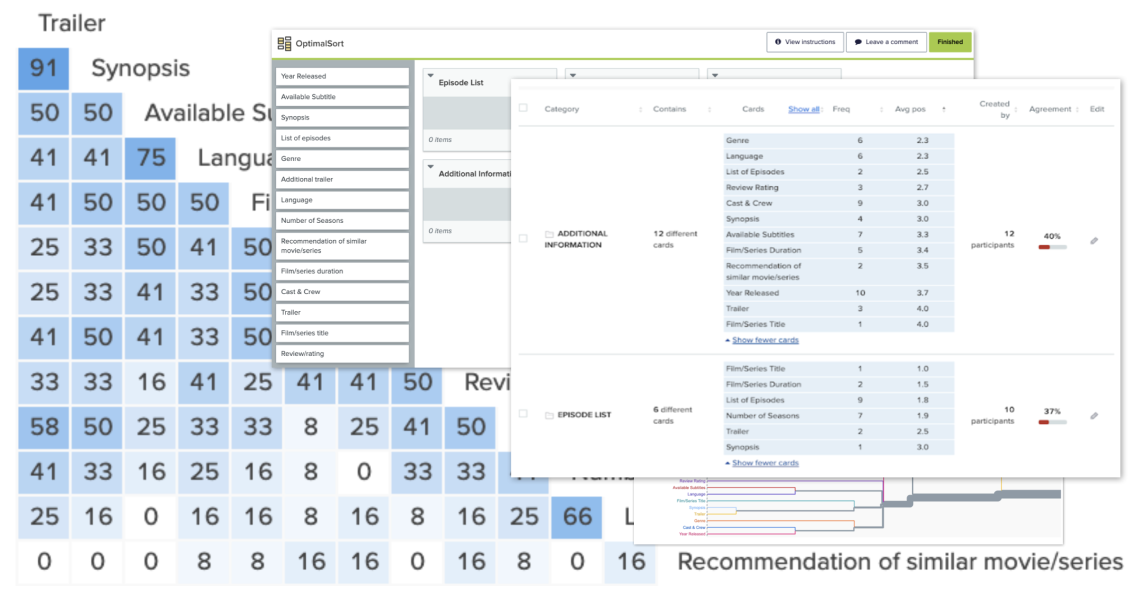 Trailer
91 Synopsis
50 50 Available Su
41 41 75 Langua
41 50 50 50 Fi
25 33 50 41 50
25 33 41 33 50
41 50 41 33 50
33 33 16 41 25 41 41 50 Revi
58 50 25 33 33 8 25 41 50
41 33 16 25 16 8 0 33 33
25 16 0 16 16 8 16 8 16 25 66 L
0 0 0 8 8 16 16 0 16 8 0 16 Recommendation of similar movie/series
OptimalSort
View instructions
Leave a comment
Finished
Year Released
Available Subtitle
Synopsis
List of episodes
Genre
Additional trailer
Language
Number of Seasons
Recommendation of similar
movie/series
Film/series duration
Cast & Crew
Trailer
Film/series title
Review/rating
Episode List
0 items
Additional Informati
0 items
Category Contains Cards Show all Freq Avg pos Created by Agreement Edit
ADDITIONAL INFORMATION
12 different cards
Genre 6 2.3
Language 6 2.3
List of Episodes 2 2.5
Review Rating 3 2.7
Cast & Crew 9 3.0
Synopsis 4 3.0
Available Subtitles 7 3.3
Film/Series Duration 5 3.4
Recommendation of similar movie/series 2 3.5
Year Released 10 3.7
Trailer 3 4.0
Film/Series Title 1 4.0
Show fewer cards
12 participants
40%
EPISODE LIST
6 different cards
Film/Series Title 1 1.0
Film/Series Duration 2 1.5
List of Episodes 9 1.8
Number of Seasons 7 1.9
Trailer 2 2.5
Synopsis 1 3.0
Show fewer cards
10 participants
37%
Review Rating
Available Subtitles
Language
Film/Series Title
Synopsis
Trailer
Genre
Cast & Crew
Year Released